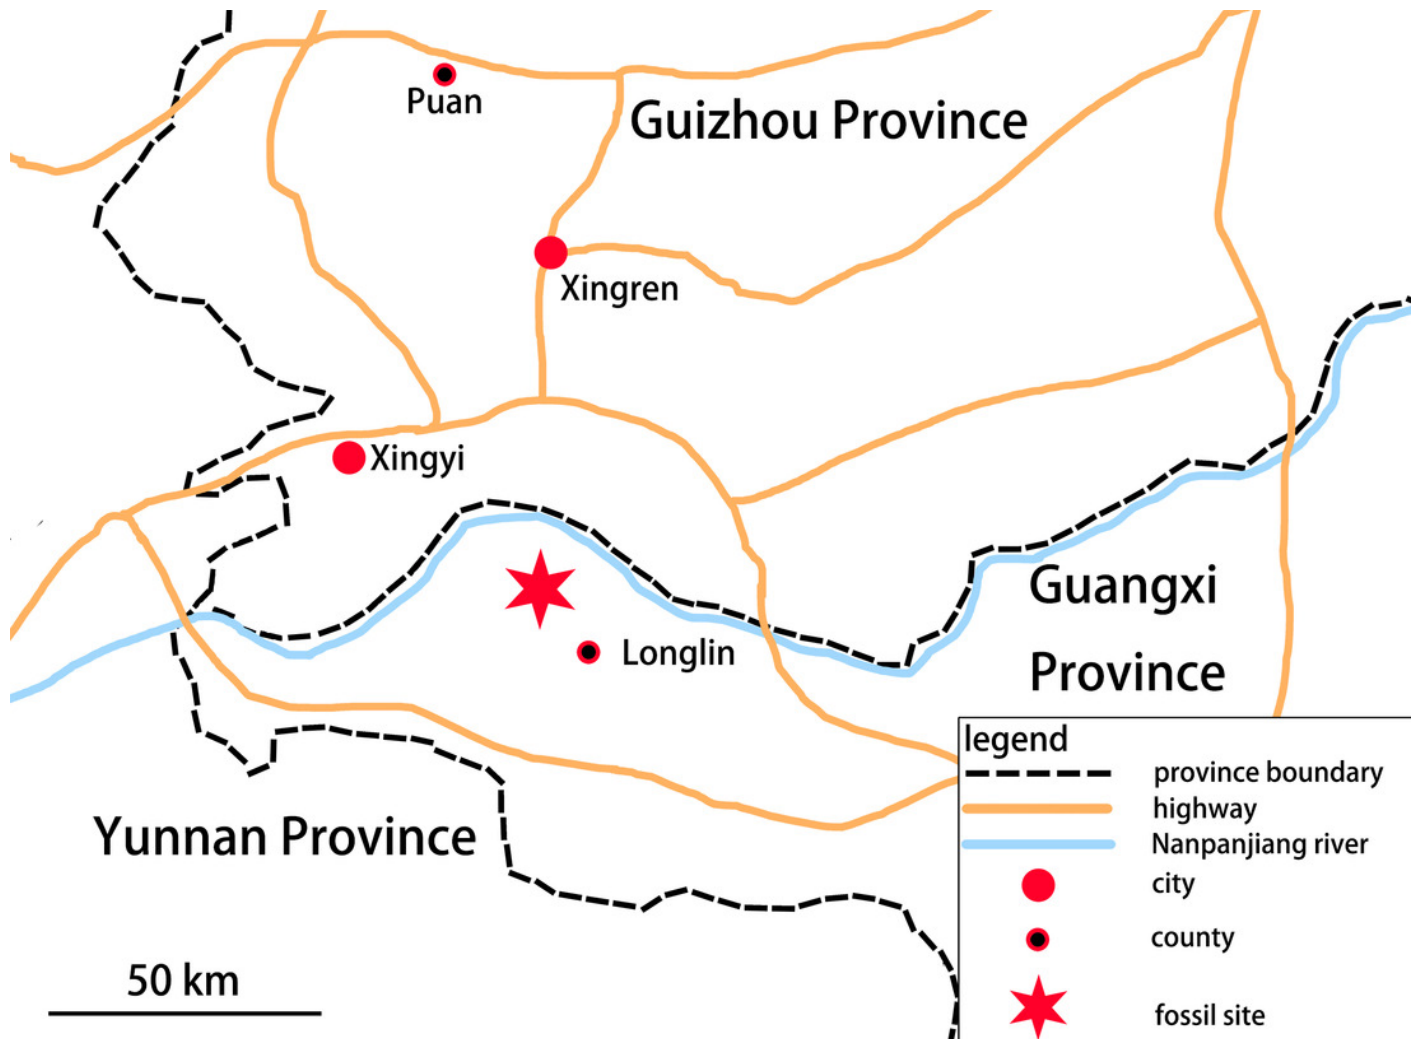 Puan
Guizhou Province
Xingren
Xingyi
Guangxi
Province
Longlin
legend
province boundary
highway
Nanpanjiang river
city
county
fossil site
Yunnan Province
50 km